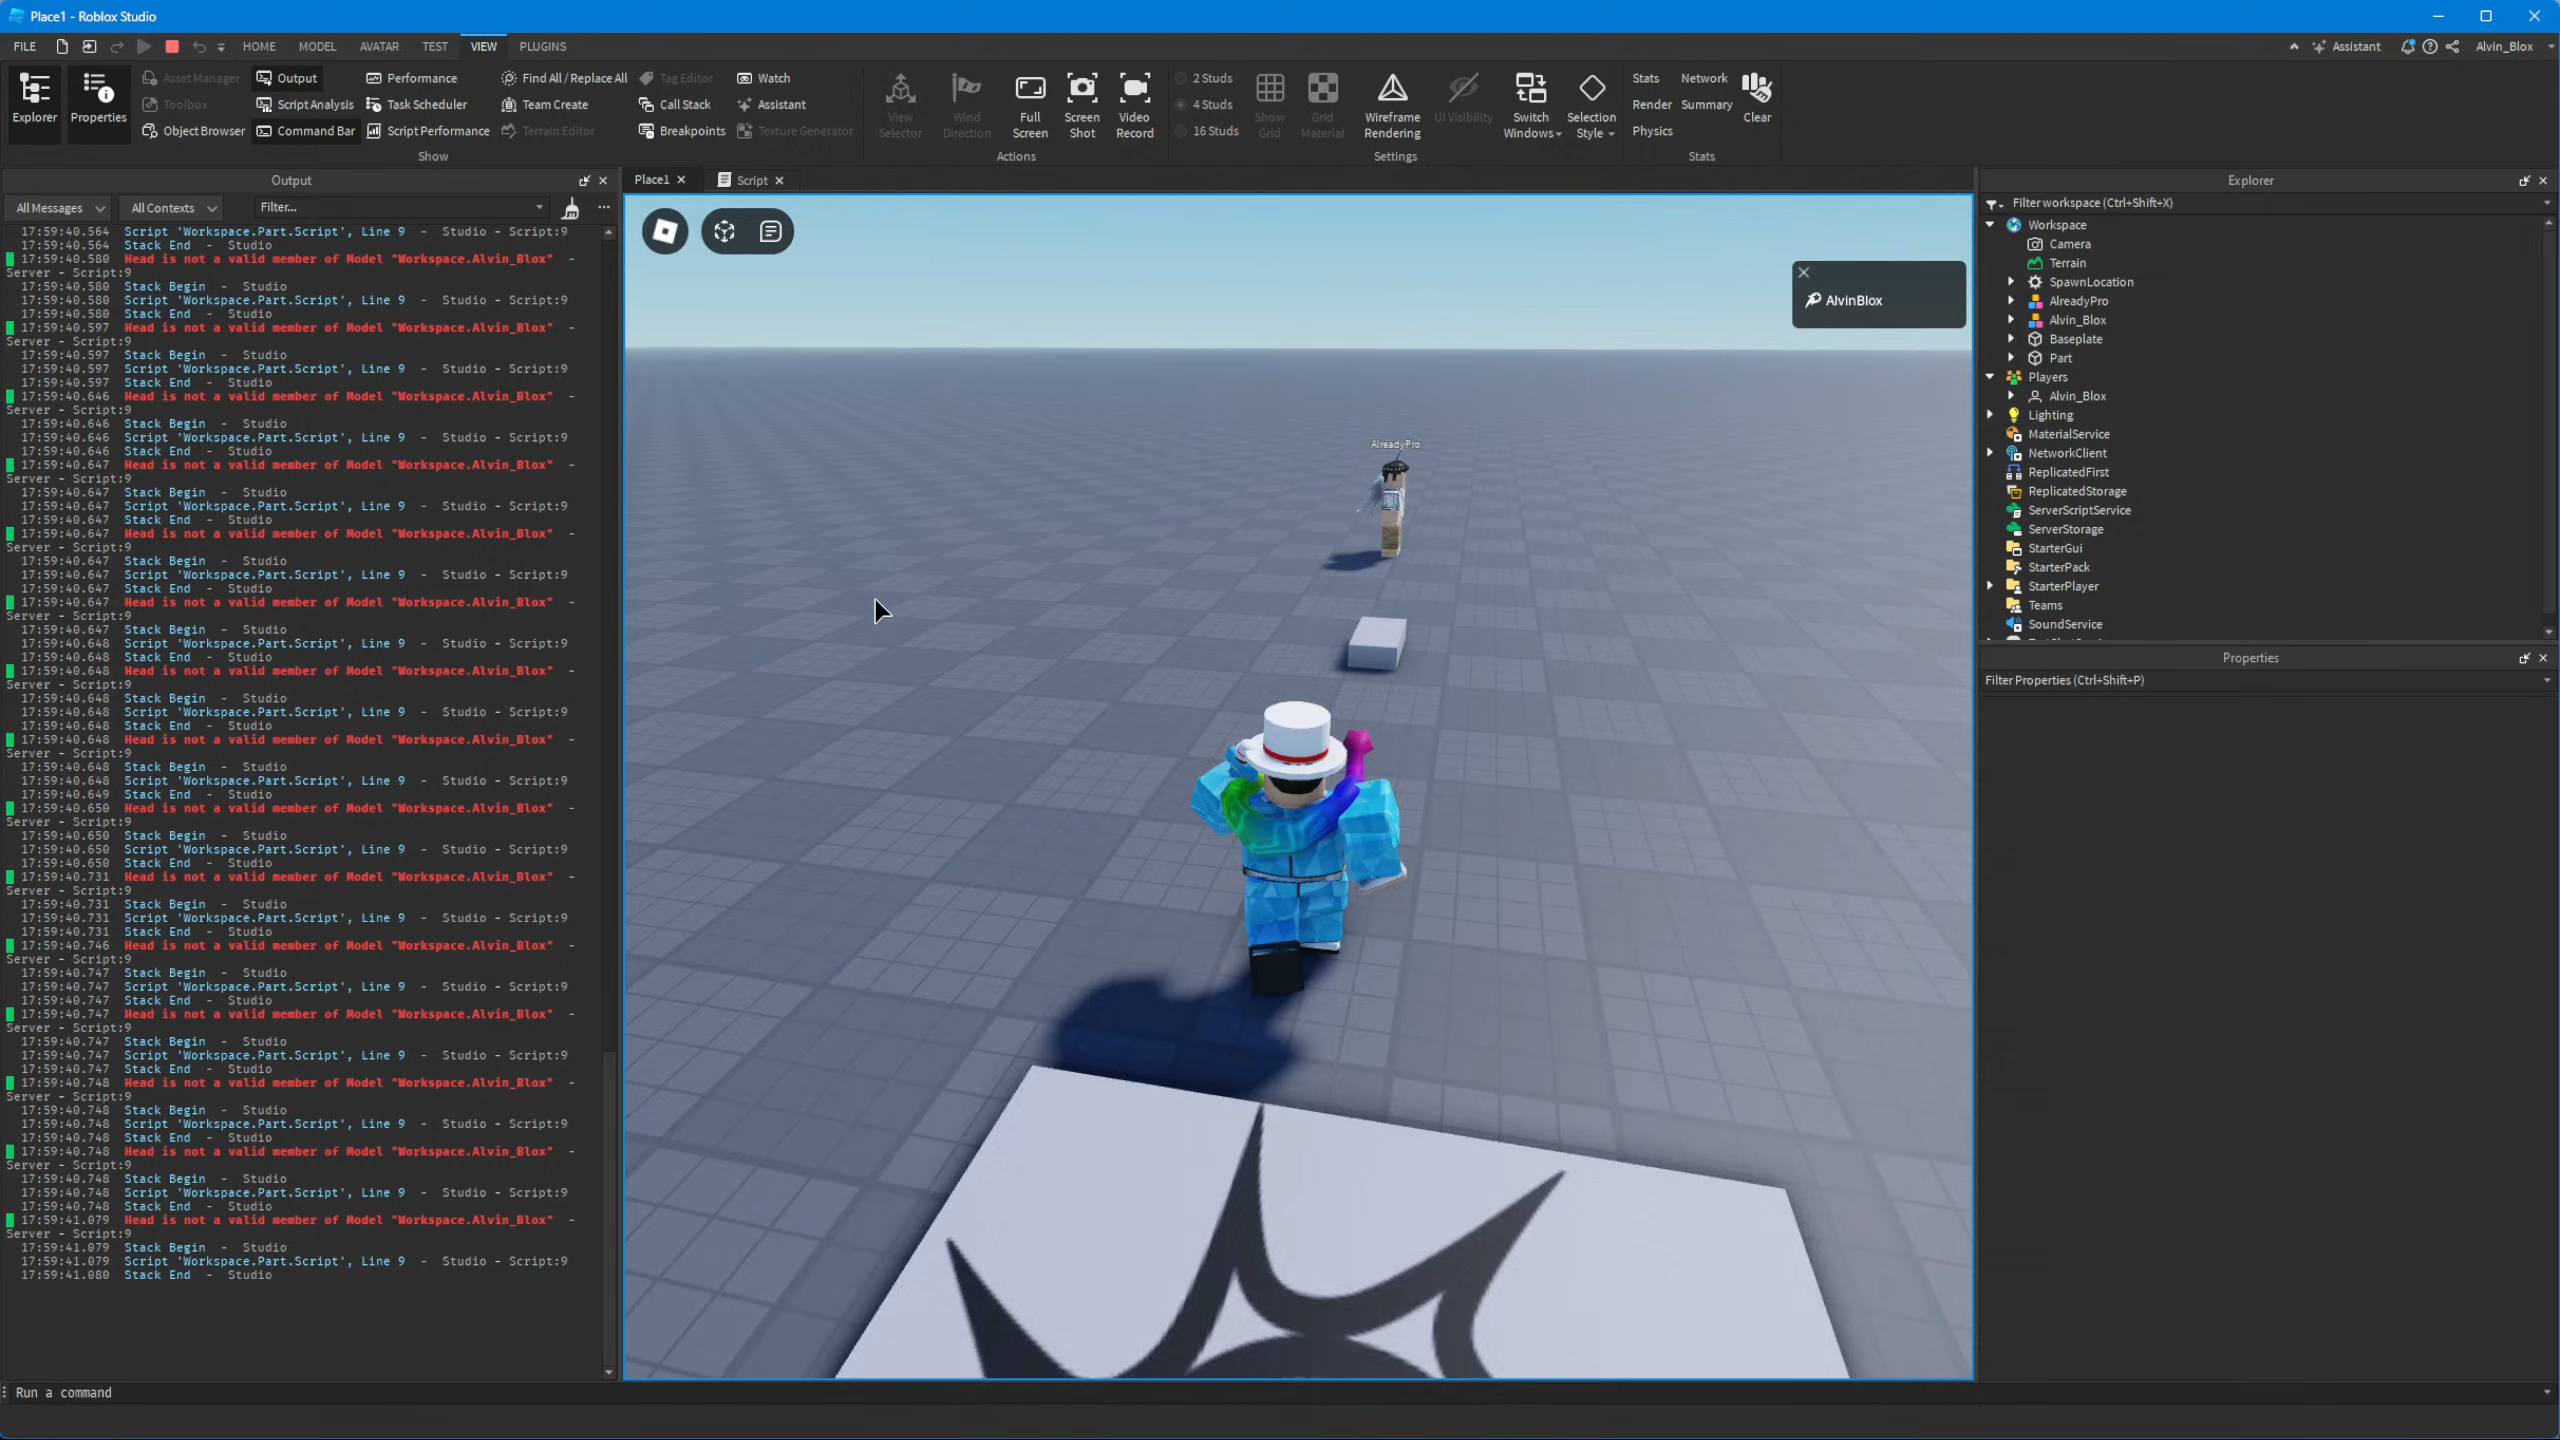 Place1 - Roblox Studio
FILE HOME MODEL AVATAR TEST VIEW PLUGINS Assistant Alvin_Blox
Explorer Properties
Asset Manager Output Performance Find All / Replace All Tag Editor Watch
Toolbox Script Analysis Task Scheduler Team Create Call Stack Assistant
Object Browser Command Bar Script Performance Terrain Editor Breakpoints Texture Generator
Show
View Selector Wind Direction Full Screen Screen Shot Video Record
Actions
2 Studs
4 Studs
16 Studs
Show Grid Grid Material Wireframe Rendering UI Visibility Switch Windows Selection Style
Settings
Stats Network
Render Summary
Physics
Clear
Stats
Output
All Messages All Contexts Filter...
17:59:40.564 Script 'Workspace.Part.Script', Line 9 - Studio - Script:9
17:59:40.564 Stack End - Studio
17:59:40.580 Head is not a valid member of Model "Workspace.Alvin_Blox" -
Server - Script:9
17:59:40.580 Stack Begin - Studio
17:59:40.580 Script 'Workspace.Part.Script', Line 9 - Studio - Script:9
17:59:40.580 Stack End - Studio
17:59:40.597 Head is not a valid member of Model "Workspace.Alvin_Blox" -
Server - Script:9
17:59:40.597 Stack Begin - Studio
17:59:40.597 Script 'Workspace.Part.Script', Line 9 - Studio - Script:9
17:59:40.597 Stack End - Studio
17:59:40.646 Head is not a valid member of Model "Workspace.Alvin_Blox" -
Server - Script:9
17:59:40.646 Stack Begin - Studio
17:59:40.646 Script 'Workspace.Part.Script', Line 9 - Studio - Script:9
17:59:40.646 Stack End - Studio
17:59:40.647 Head is not a valid member of Model "Workspace.Alvin_Blox" -
Server - Script:9
17:59:40.647 Stack Begin - Studio
17:59:40.647 Script 'Workspace.Part.Script', Line 9 - Studio - Script:9
17:59:40.647 Stack End - Studio
17:59:40.647 Head is not a valid member of Model "Workspace.Alvin_Blox" -
Server - Script:9
17:59:40.647 Stack Begin - Studio
17:59:40.647 Script 'Workspace.Part.Script', Line 9 - Studio - Script:9
17:59:40.647 Stack End - Studio
17:59:40.647 Head is not a valid member of Model "Workspace.Alvin_Blox" -
Server - Script:9
17:59:40.647 Stack Begin - Studio
17:59:40.648 Script 'Workspace.Part.Script', Line 9 - Studio - Script:9
17:59:40.648 Stack End - Studio
17:59:40.648 Head is not a valid member of Model "Workspace.Alvin_Blox" -
Server - Script:9
17:59:40.648 Stack Begin - Studio
17:59:40.648 Script 'Workspace.Part.Script', Line 9 - Studio - Script:9
17:59:40.648 Stack End - Studio
17:59:40.648 Head is not a valid member of Model "Workspace.Alvin_Blox" -
Server - Script:9
17:59:40.648 Stack Begin - Studio
17:59:40.648 Script 'Workspace.Part.Script', Line 9 - Studio - Script:9
17:59:40.649 Stack End - Studio
17:59:40.650 Head is not a valid member of Model "Workspace.Alvin_Blox" -
Server - Script:9
17:59:40.650 Stack Begin - Studio
17:59:40.650 Script 'Workspace.Part.Script', Line 9 - Studio - Script:9
17:59:40.650 Stack End - Studio
17:59:40.731 Head is not a valid member of Model "Workspace.Alvin_Blox" -
Server - Script:9
17:59:40.731 Stack Begin - Studio
17:59:40.731 Script 'Workspace.Part.Script', Line 9 - Studio - Script:9
17:59:40.731 Stack End - Studio
17:59:40.746 Head is not a valid member of Model "Workspace.Alvin_Blox" -
Server - Script:9
17:59:40.747 Stack Begin - Studio
17:59:40.747 Script 'Workspace.Part.Script', Line 9 - Studio - Script:9
17:59:40.747 Stack End - Studio
17:59:40.747 Head is not a valid member of Model "Workspace.Alvin_Blox" -
Server - Script:9
17:59:40.747 Stack Begin - Studio
17:59:40.747 Script 'Workspace.Part.Script', Line 9 - Studio - Script:9
17:59:40.747 Stack End - Studio
17:59:40.748 Head is not a valid member of Model "Workspace.Alvin_Blox" -
Server - Script:9
17:59:40.748 Stack Begin - Studio
17:59:40.748 Script 'Workspace.Part.Script', Line 9 - Studio - Script:9
17:59:40.748 Stack End - Studio
17:59:40.748 Head is not a valid member of Model "Workspace.Alvin_Blox" -
Server - Script:9
17:59:40.748 Stack Begin - Studio
17:59:40.748 Script 'Workspace.Part.Script', Line 9 - Studio - Script:9
17:59:40.748 Stack End - Studio
17:59:41.079 Head is not a valid member of Model "Workspace.Alvin_Blox" -
Server - Script:9
17:59:41.079 Stack Begin - Studio
17:59:41.079 Script 'Workspace.Part.Script', Line 9 - Studio - Script:9
17:59:41.080 Stack End - Studio
Place1 Script
AlvinBlox
AlreadyPro
Explorer
Filter workspace (Ctrl+Shift+X)
Workspace
Camera
Terrain
SpawnLocation
AlreadyPro
Alvin_Blox
Baseplate
Part
Players
Alvin_Blox
Lighting
MaterialService
NetworkClient
ReplicatedFirst
ReplicatedStorage
ServerScriptService
ServerStorage
StarterGui
StarterPack
StarterPlayer
Teams
SoundService
Properties
Filter Properties (Ctrl+Shift+P)
Run a command